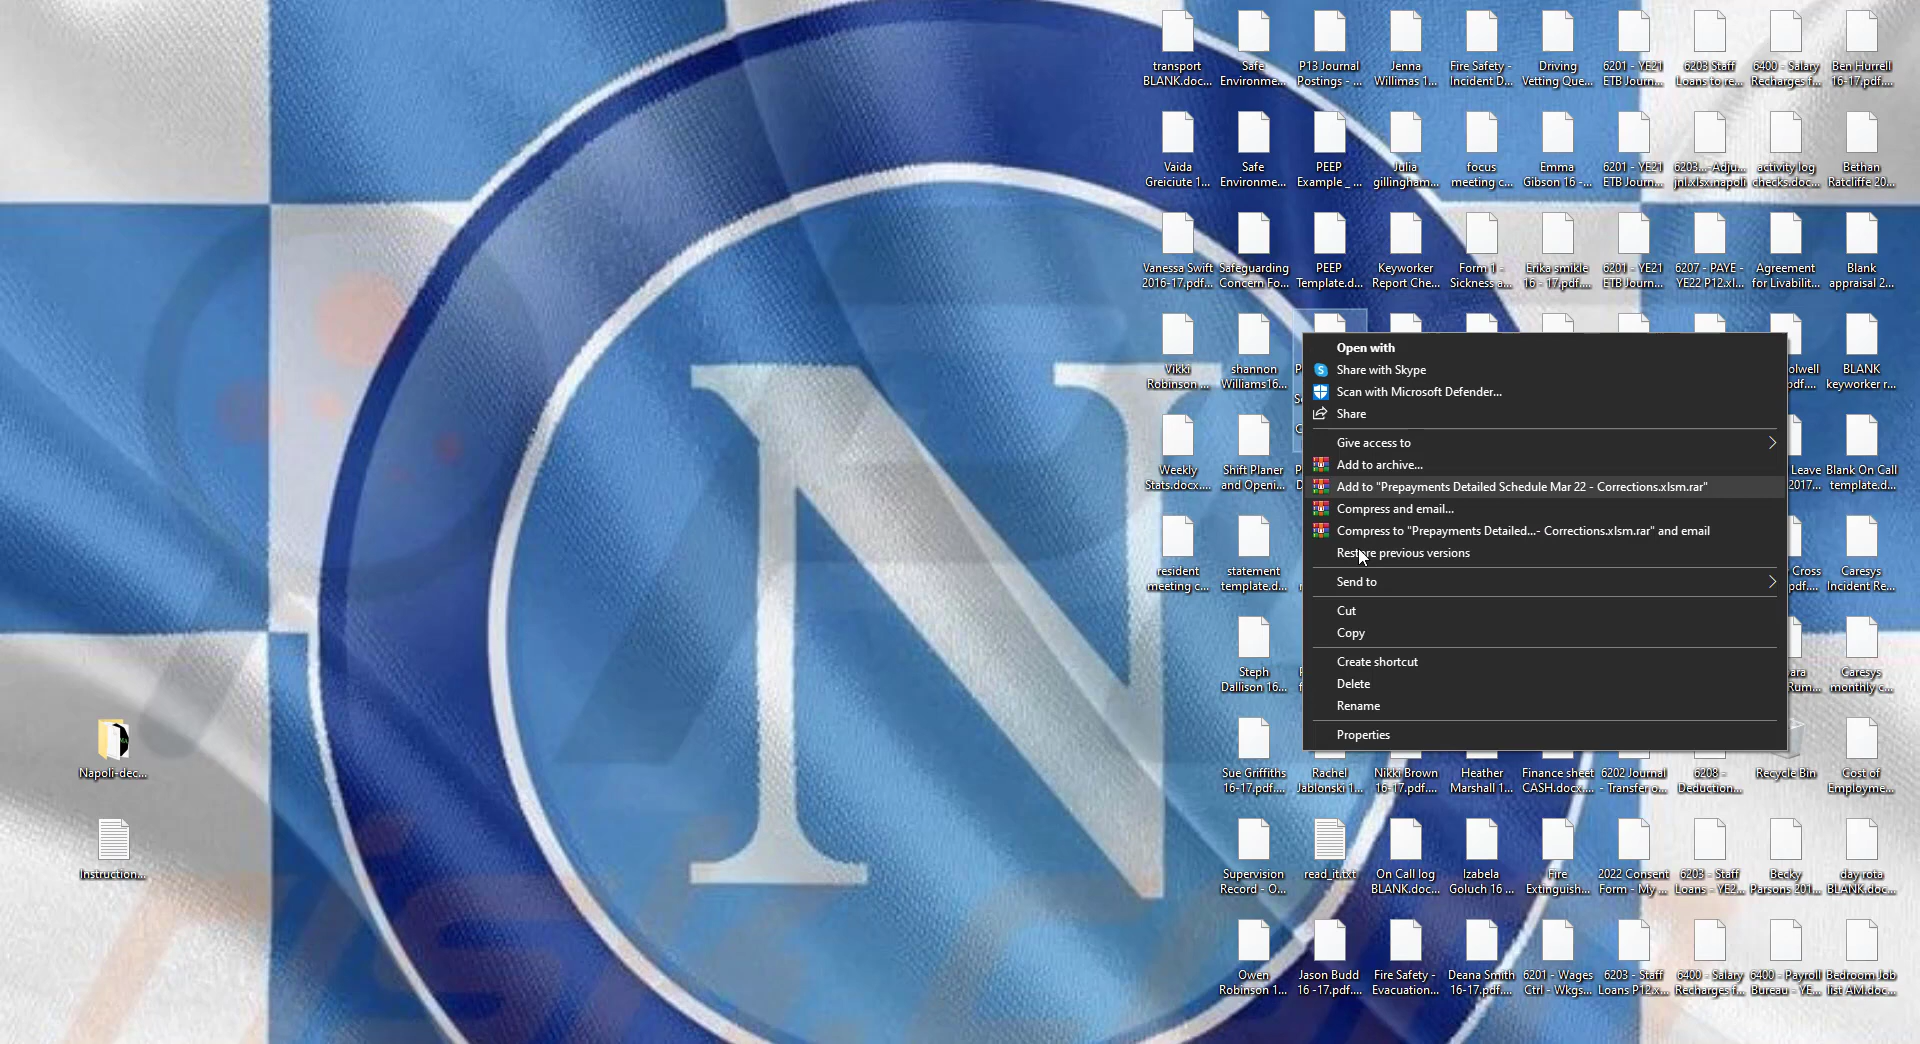 transport
BLANK.doc...
Safe
Environme...
P13 Journal
Postings - ...
Jenna
Willimas 1...
Fire Safety -
Incident D...
Driving
Vetting Que...
6201 - YE21
ETB Journ...
6203 Staff
Loans to re...
6400 - Salary
Recharges f...
Ben Hurrell
16-17.pdf....
Vaida
Greiciute 1...
Safe
Environme...
PEEP
Example _ ...
Julia
gillingham...
focus
meeting c...
Emma
Gibson 16 -...
6201 - YE21
ETB Journ...
6203...- Adju...
jnl.xlsx.napoli
activity log
checks.doc...
Bethan
Ratcliffe 20...
Vanessa Swift
2016-17.pdf...
Safeguarding
Concern Fo...
PEEP
Template.d...
Keyworker
Report Che...
Form 1 -
Sickness a...
Erika smikle
16 - 17.pdf....
6201 - YE21
ETB Journ...
6207 - PAYE -
YE22 P12.xl...
Agreement
for Livabilit...
Blank
appraisal 2...
Vikki
Robinson ...
shannon
Williams16...
olwell
pdf....
BLANK
keyworker r...
Weekly
Stats.docx....
Shift Planer
and Openi...
Leave
2017...
Blank On Call
template.d...
resident
meeting c...
statement
template.d...
Cross
pdf....
Caresys
Incident Re...
Steph
Dallison 16...
ara
Rum...
Caresys
monthly c...
Open with
Share with Skype
Scan with Microsoft Defender...
Share
Give access to
Add to archive...
Add to "Prepayments Detailed Schedule Mar 22 - Corrections.xlsm.rar"
Compress and email...
Compress to "Prepayments Detailed...- Corrections.xlsm.rar" and email
Restore previous versions
Send to
Cut
Copy
Create shortcut
Delete
Rename
Properties
Napoli-dec...
Sue Griffiths
16-17.pdf....
Rachel
Jablonski 1...
Nikki Brown
16-17.pdf....
Heather
Marshall 1...
Finance sheet
CASH.docx....
6202 Journal
- Transfer o...
6208 -
Deduction...
Recycle Bin
Cost of
Employme...
Instruction...
Supervision
Record - O...
read_it.txt
On Call log
BLANK.doc...
Izabela
Goluch 16 ...
Fire
Extinguish...
2022 Consent
Form - My ...
6203 - Staff
Loans - YE2...
Becky
Parsons 201...
day rota
BLANK.doc...
Owen
Robinson 1...
Jason Budd
16 -17.pdf....
Fire Safety -
Evacuation...
Deana Smith
16-17.pdf....
6201 - Wages
Ctrl - Wkgs...
6203 - Staff
Loans P12.x...
6400 - Salary
Recharges f...
6400 - Payroll
Bureau - YE...
Bedroom Job
list AM.doc...
N